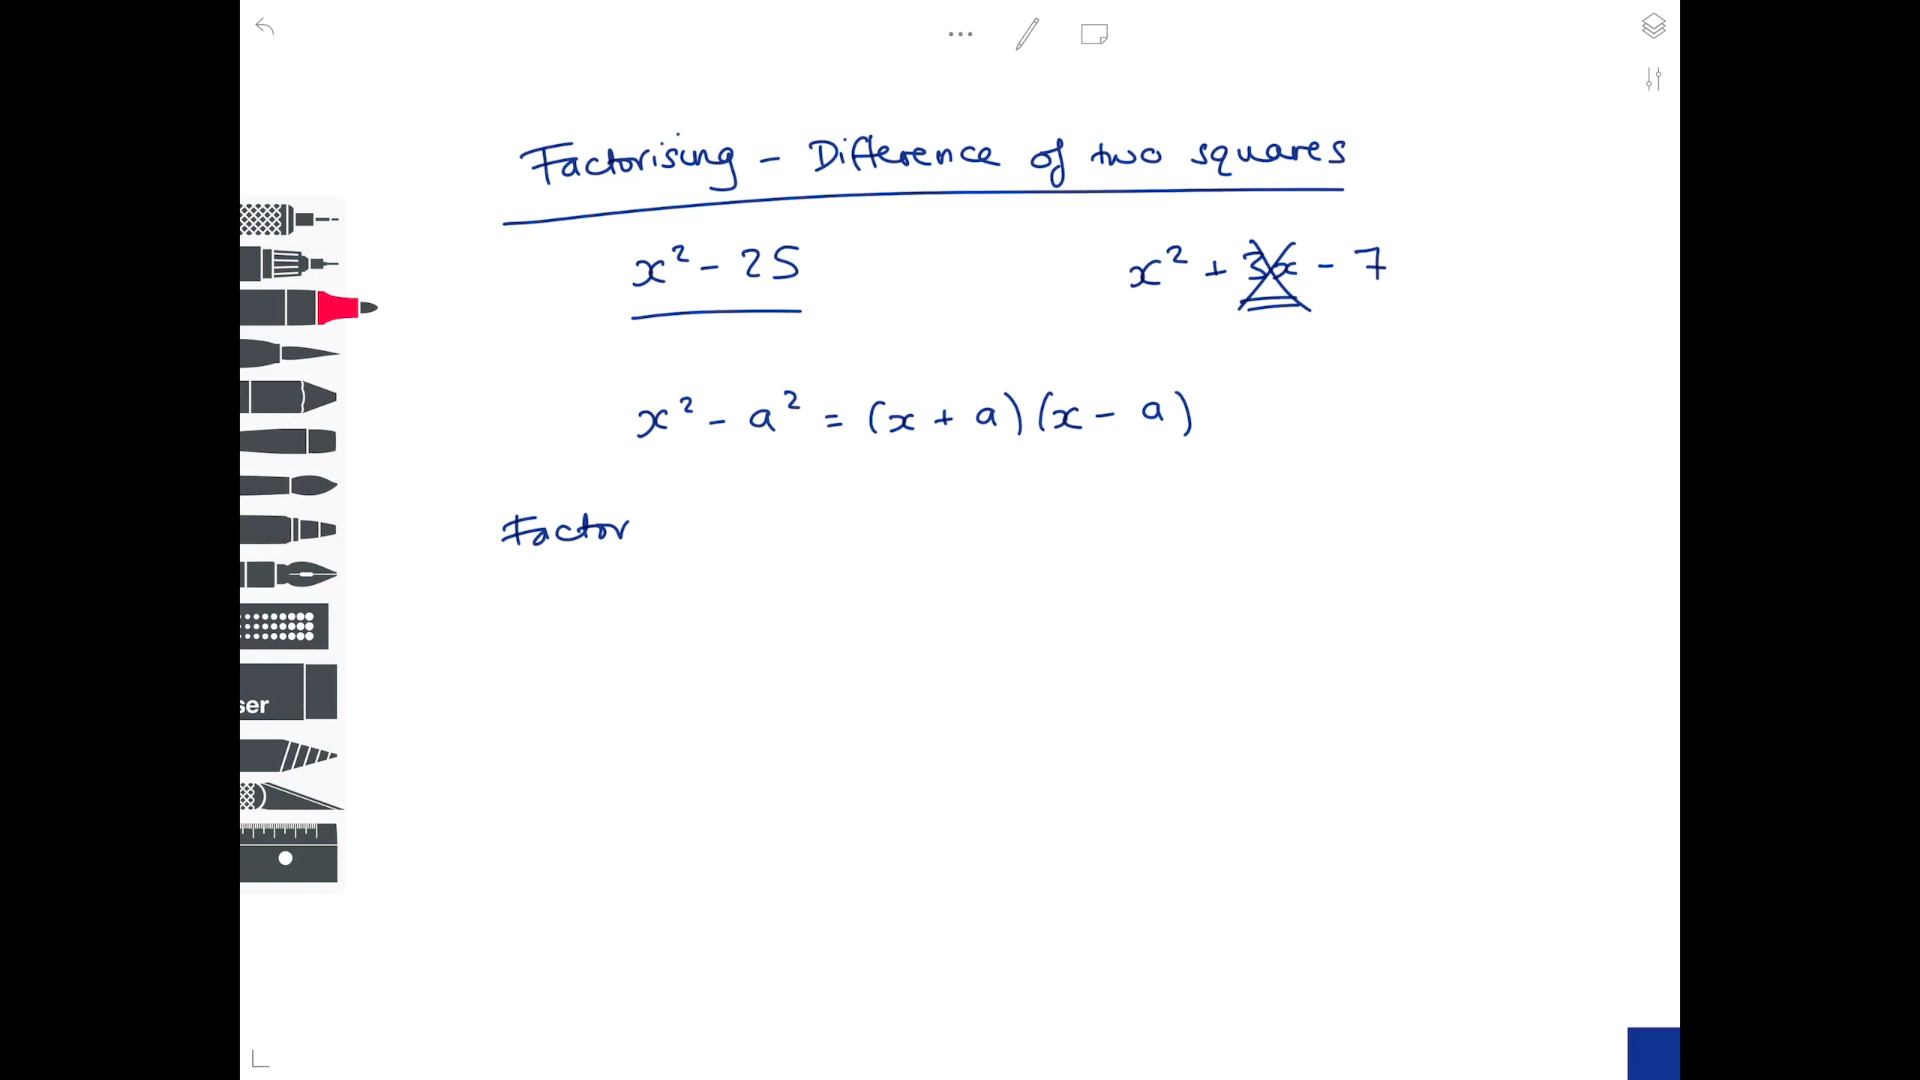 Factorising - Difference of two squares
x² - 25
x² + 3x - 7
x² - a² = (x + a)(x - a)
Factor
ser